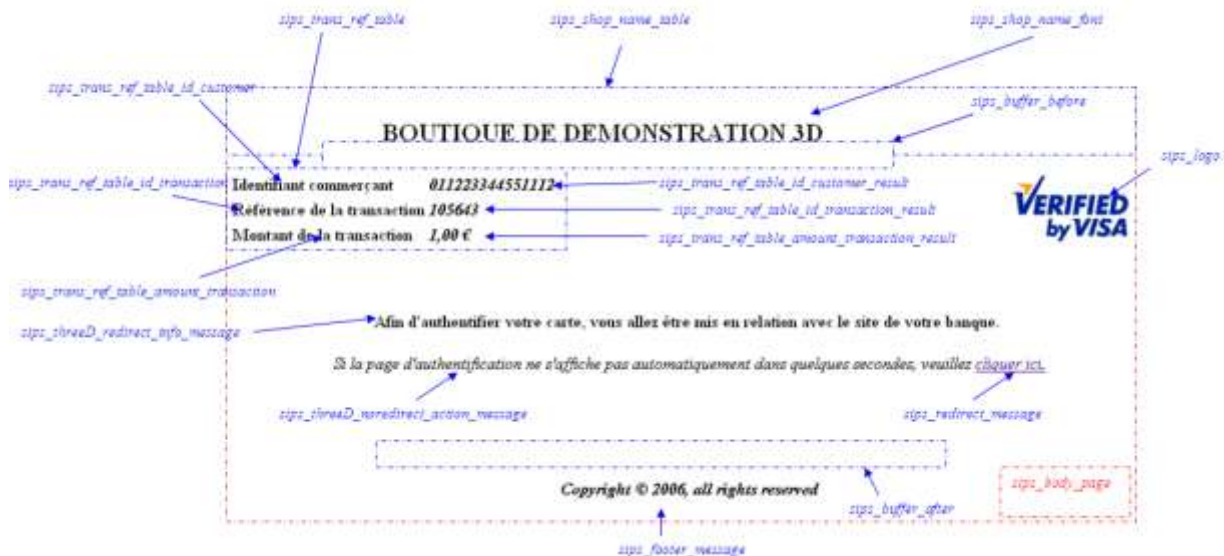 sips_trans_ref_table sips_shop_name_table sips_shop_name_font
sips_trans_ref_table_id_customer sips_buffer_before
BOUTIQUE DE DEMONSTRATION 3D
sips_logo
sips_trans_ref_table_id_transaction Identifiant commerçant 011223344551112 sips_trans_ref_table_id_customer_result
Référence de la transaction 105643 sips_trans_ref_table_id_transaction_result
VERIFIED
by VISA
Montant de la transaction 1,00 € sips_trans_ref_table_amount_transaction_result
sips_trans_ref_table_amount_transaction
sips_threeD_redirect_info_message Afin d'authentifier votre carte, vous allez être mis en relation avec le site de votre banque.
Si la page d'authentification ne s'affiche pas automatiquement dans quelques secondes, veuillez cliquer ici.
sips_threeD_noredirect_action_message sips_redirect_message
Copyright © 2006, all rights reserved sips_body_page
sips_buffer_after
sips_footer_message